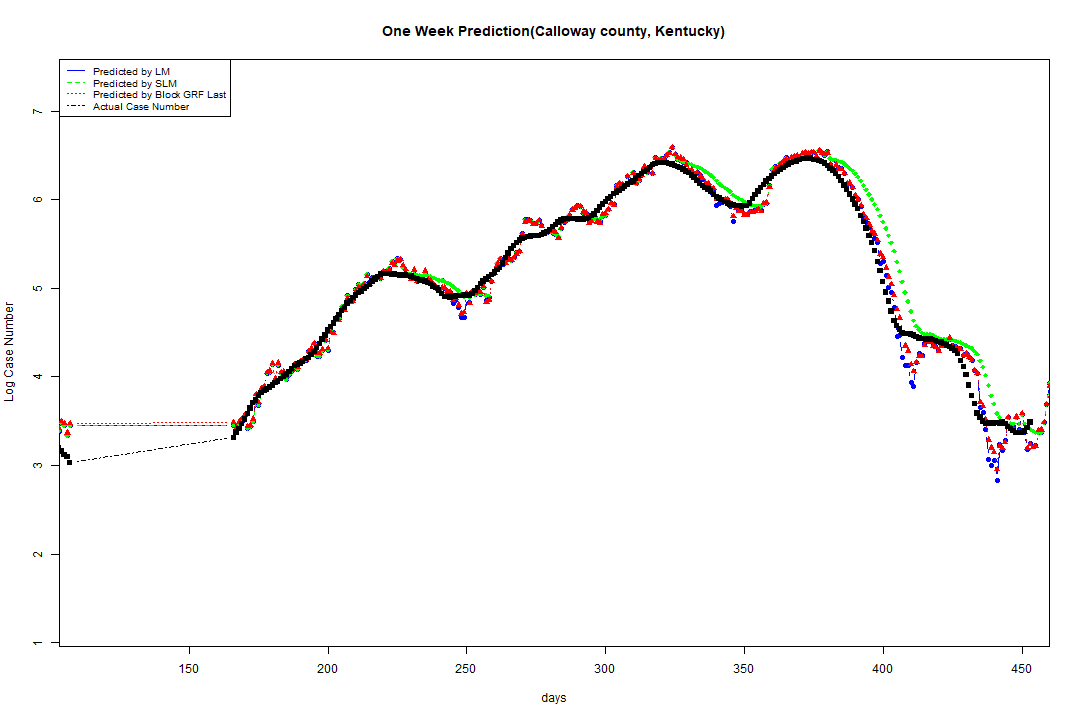 One Week Prediction(Calloway county, Kentucky)
Predicted by LM
Predicted by SLM
Predicted by Block GRF Last
Actual Case Number
7
6
5
4
3
2
1
Log Case Number
150 200 250 300 350 400 450
days